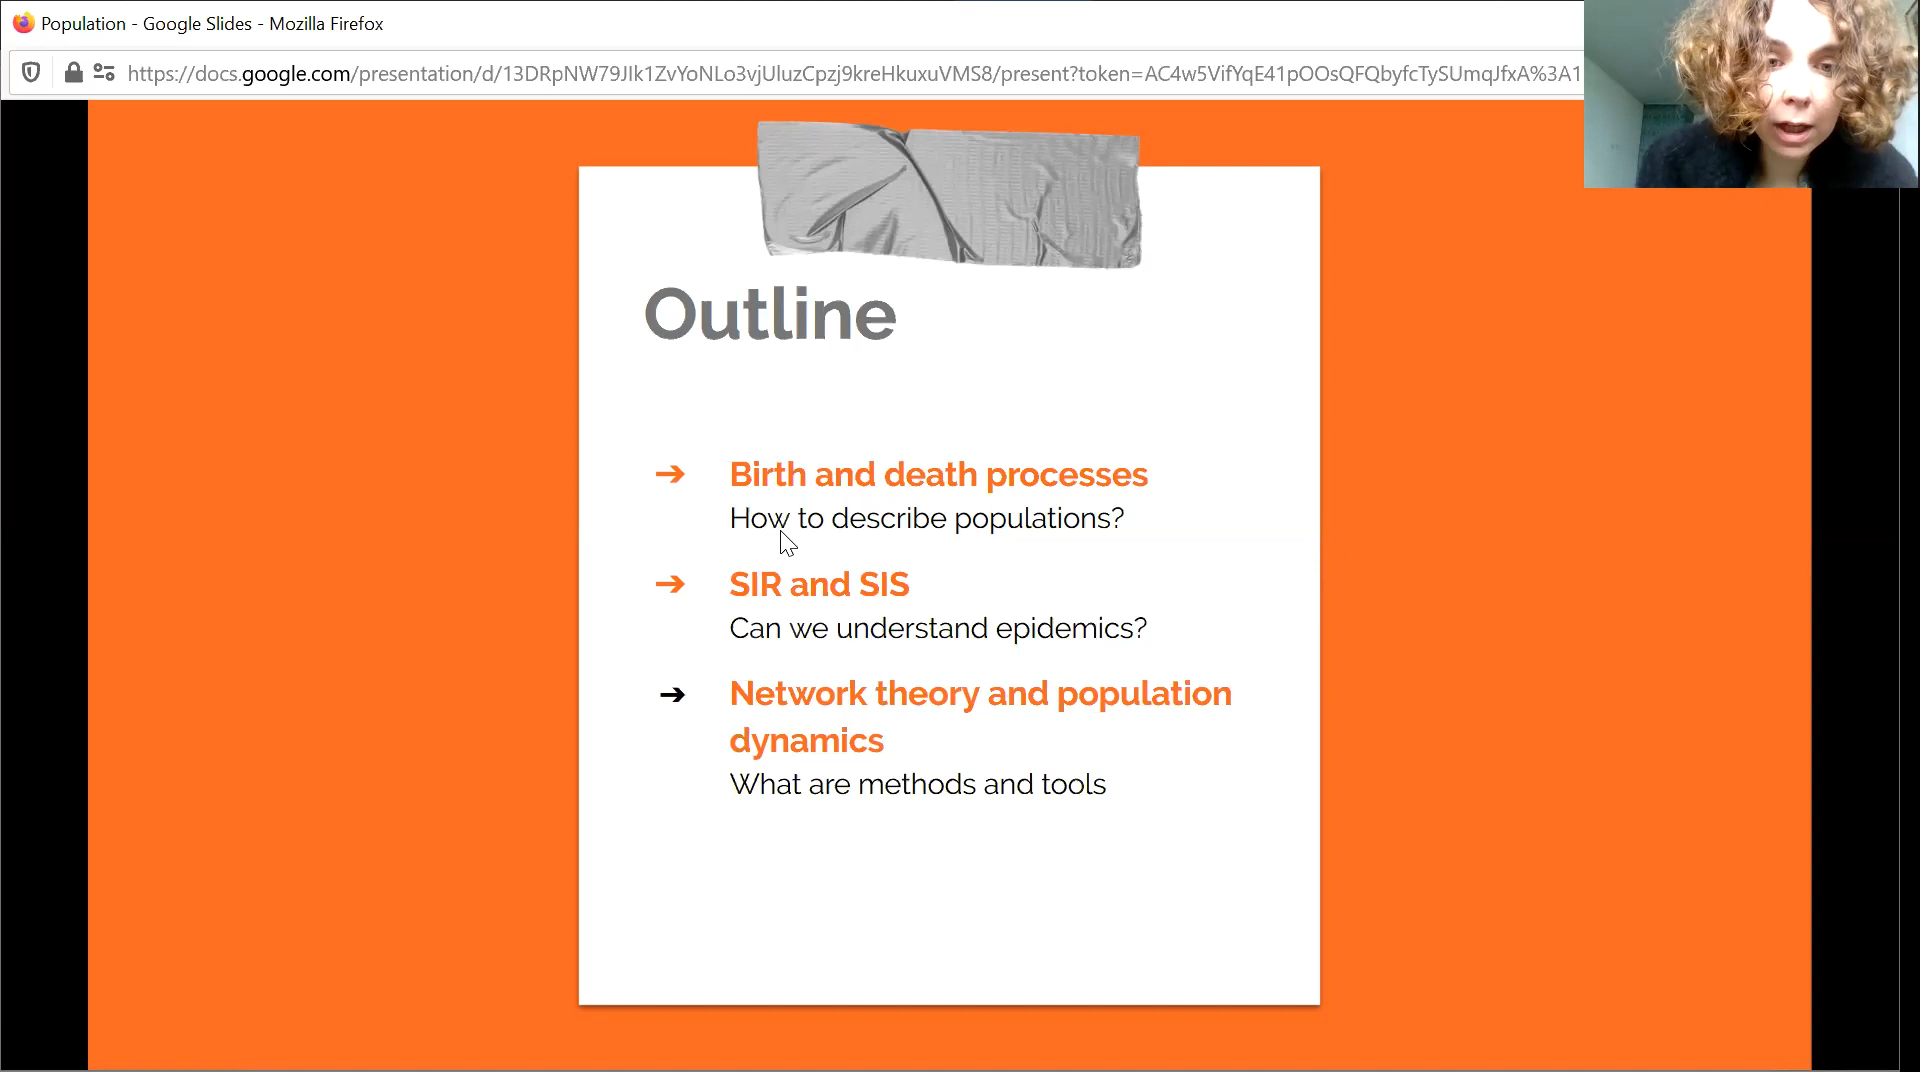 Population - Google Slides - Mozilla Firefox
https://docs.google.com/presentation/d/13DRpNW79JIk1ZvYoNLo3vjUluzCpzj9kreHkuxuVMS8/present?token=AC4w5VifYqE41pOOsQFQbyfcTySUmqJfxA%3A1
Outline
➔ Birth and death processes
How to describe populations?
➔ SIR and SIS
Can we understand epidemics?
➔ Network theory and population
dynamics
What are methods and tools